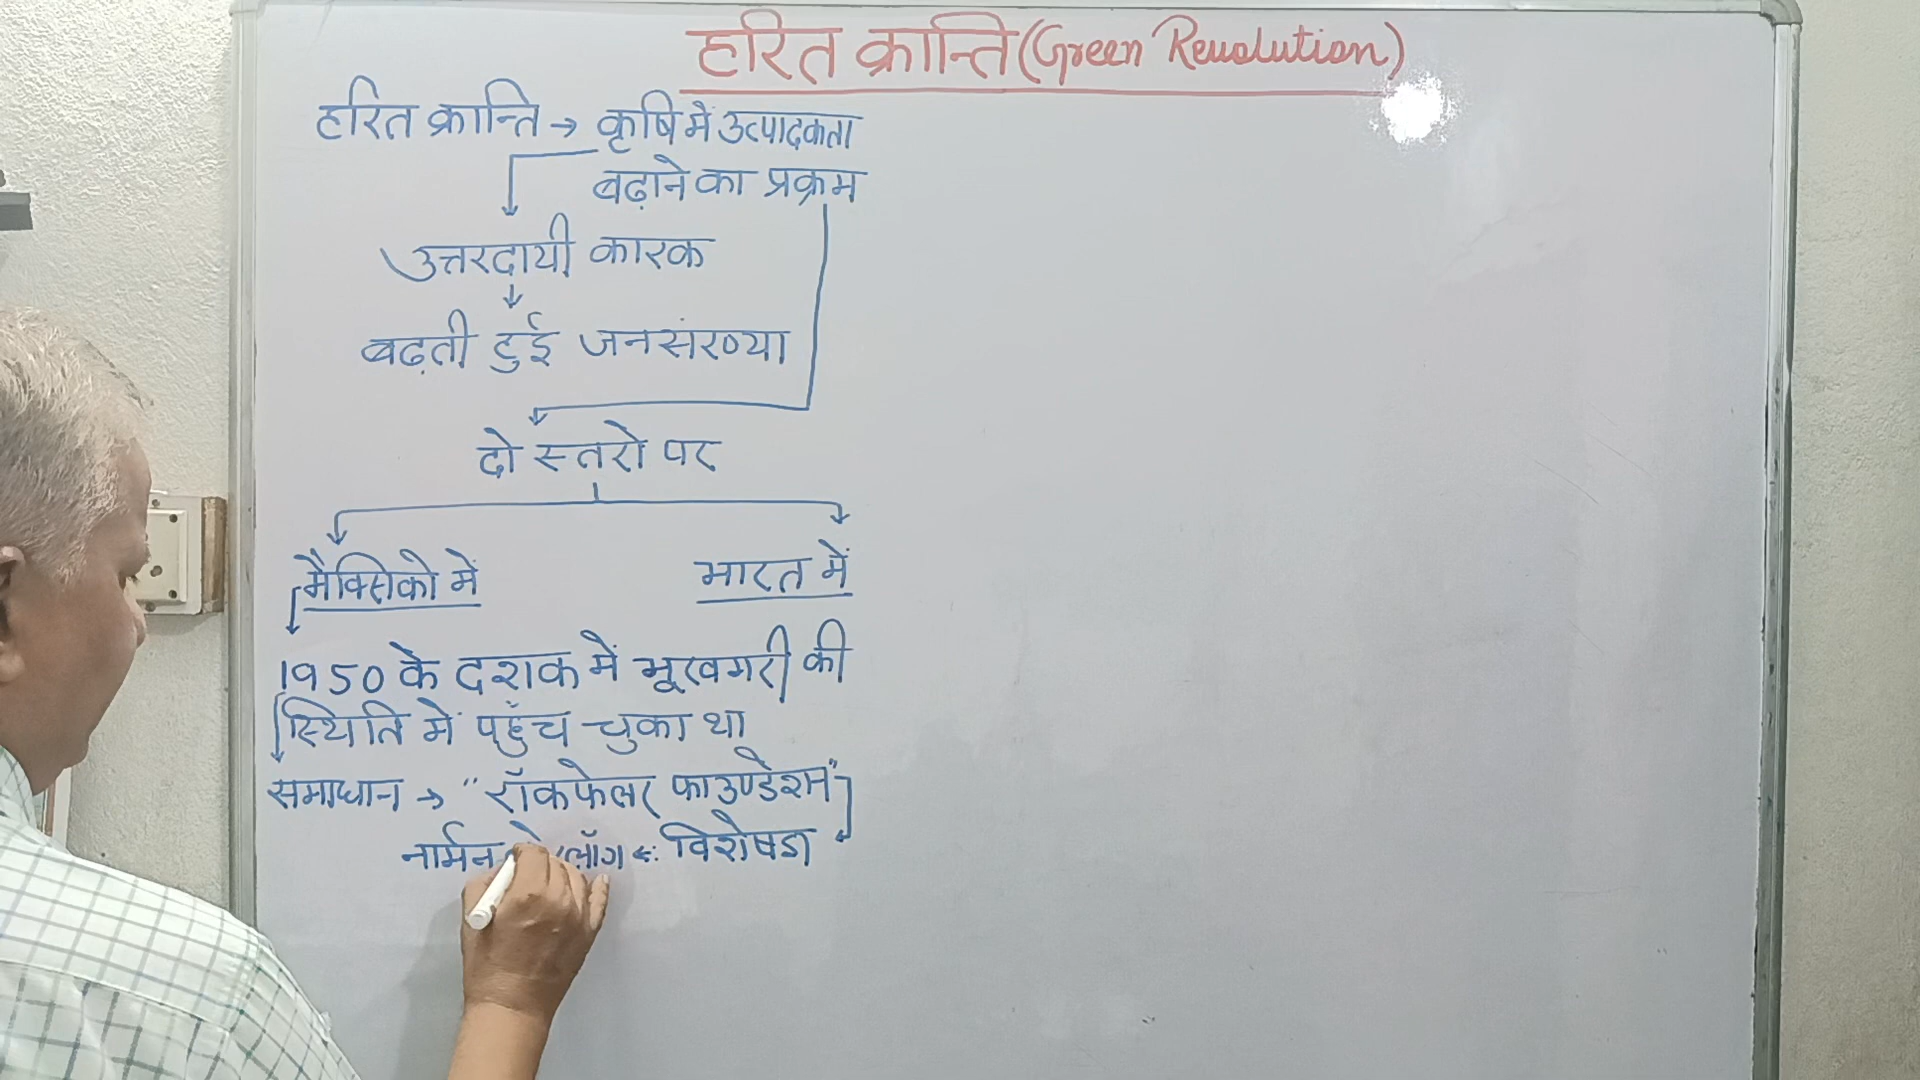 हरित क्रान्ति (Green Revolution)
हरित क्रान्ति → कृषि में उत्पादकता
बढ़ाने का प्रक्रम
उत्तरदायी कारक
बढ़ती हुई जनसंख्या
दो स्तरो पर
मैक्सिको में भारत में
1950 के दशक में भूखमरी की
स्थिति में पहुँच चुका था
समाधान → "रॉकफेलर फाउण्डेशन"
नार्मन ← विशेषज्ञ